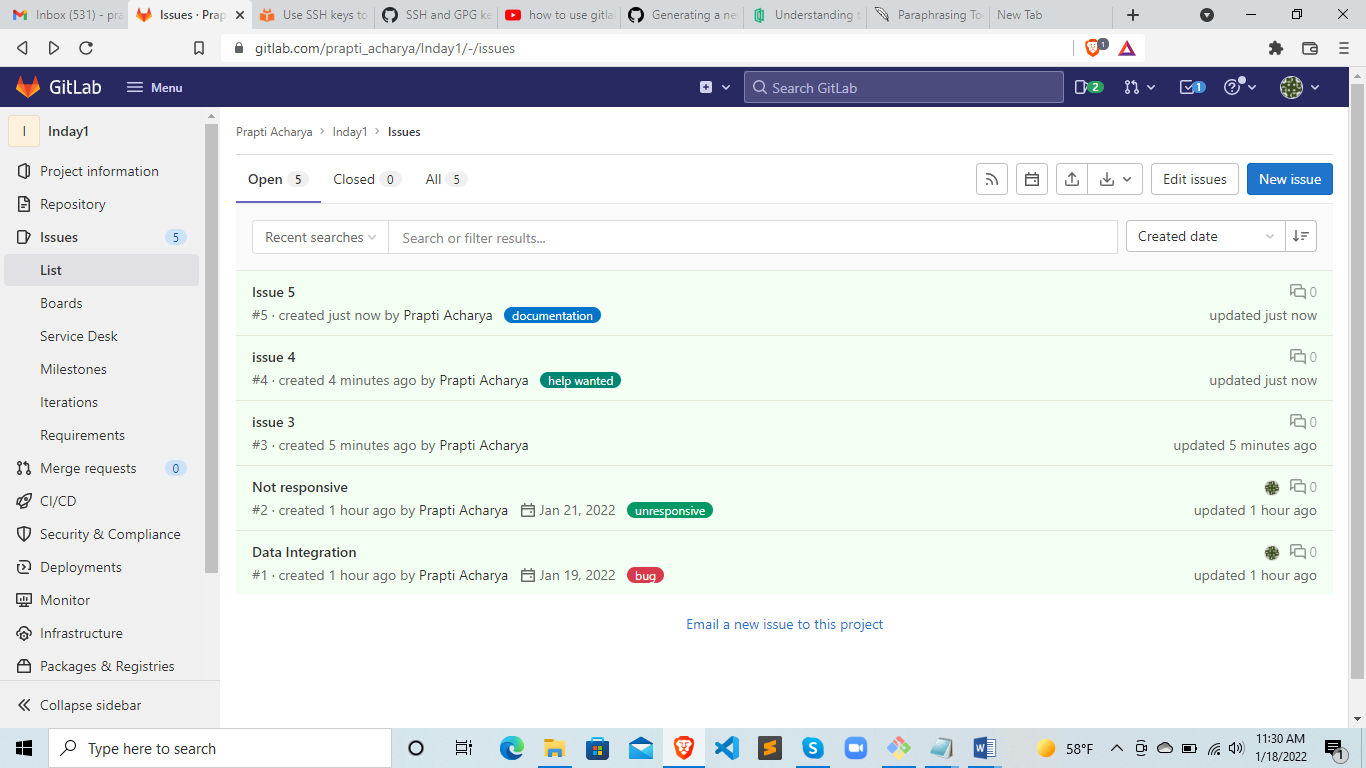 Inbox (531) - pra
Issues · Prap
Use SSH keys to
SSH and GPG ke
how to use gitla
Generating a ne
Understanding t
Paraphrasing To
New Tab
gitlab.com/prapti_acharya/Inday1/-/issues
1
GitLab
Menu
Search GitLab
2
1
I
Inday1
Project information
Repository
Issues 5
List
Boards
Service Desk
Milestones
Iterations
Requirements
Merge requests 0
CI/CD
Security & Compliance
Deployments
Monitor
Infrastructure
Packages & Registries
Collapse sidebar
Prapti Acharya › Inday1 › Issues
Open 5 Closed 0 All 5
Edit issues
New issue
Recent searches
Search or filter results...
Created date
Issue 5
0
#5 · created just now by Prapti Acharya documentation
updated just now
issue 4
0
#4 · created 4 minutes ago by Prapti Acharya help wanted
updated just now
issue 3
0
#3 · created 5 minutes ago by Prapti Acharya
updated 5 minutes ago
Not responsive
0
#2 · created 1 hour ago by Prapti Acharya Jan 21, 2022 unresponsive
updated 1 hour ago
Data Integration
0
#1 · created 1 hour ago by Prapti Acharya Jan 19, 2022 bug
updated 1 hour ago
Email a new issue to this project
Type here to search
58°F
11:30 AM
1/18/2022
1